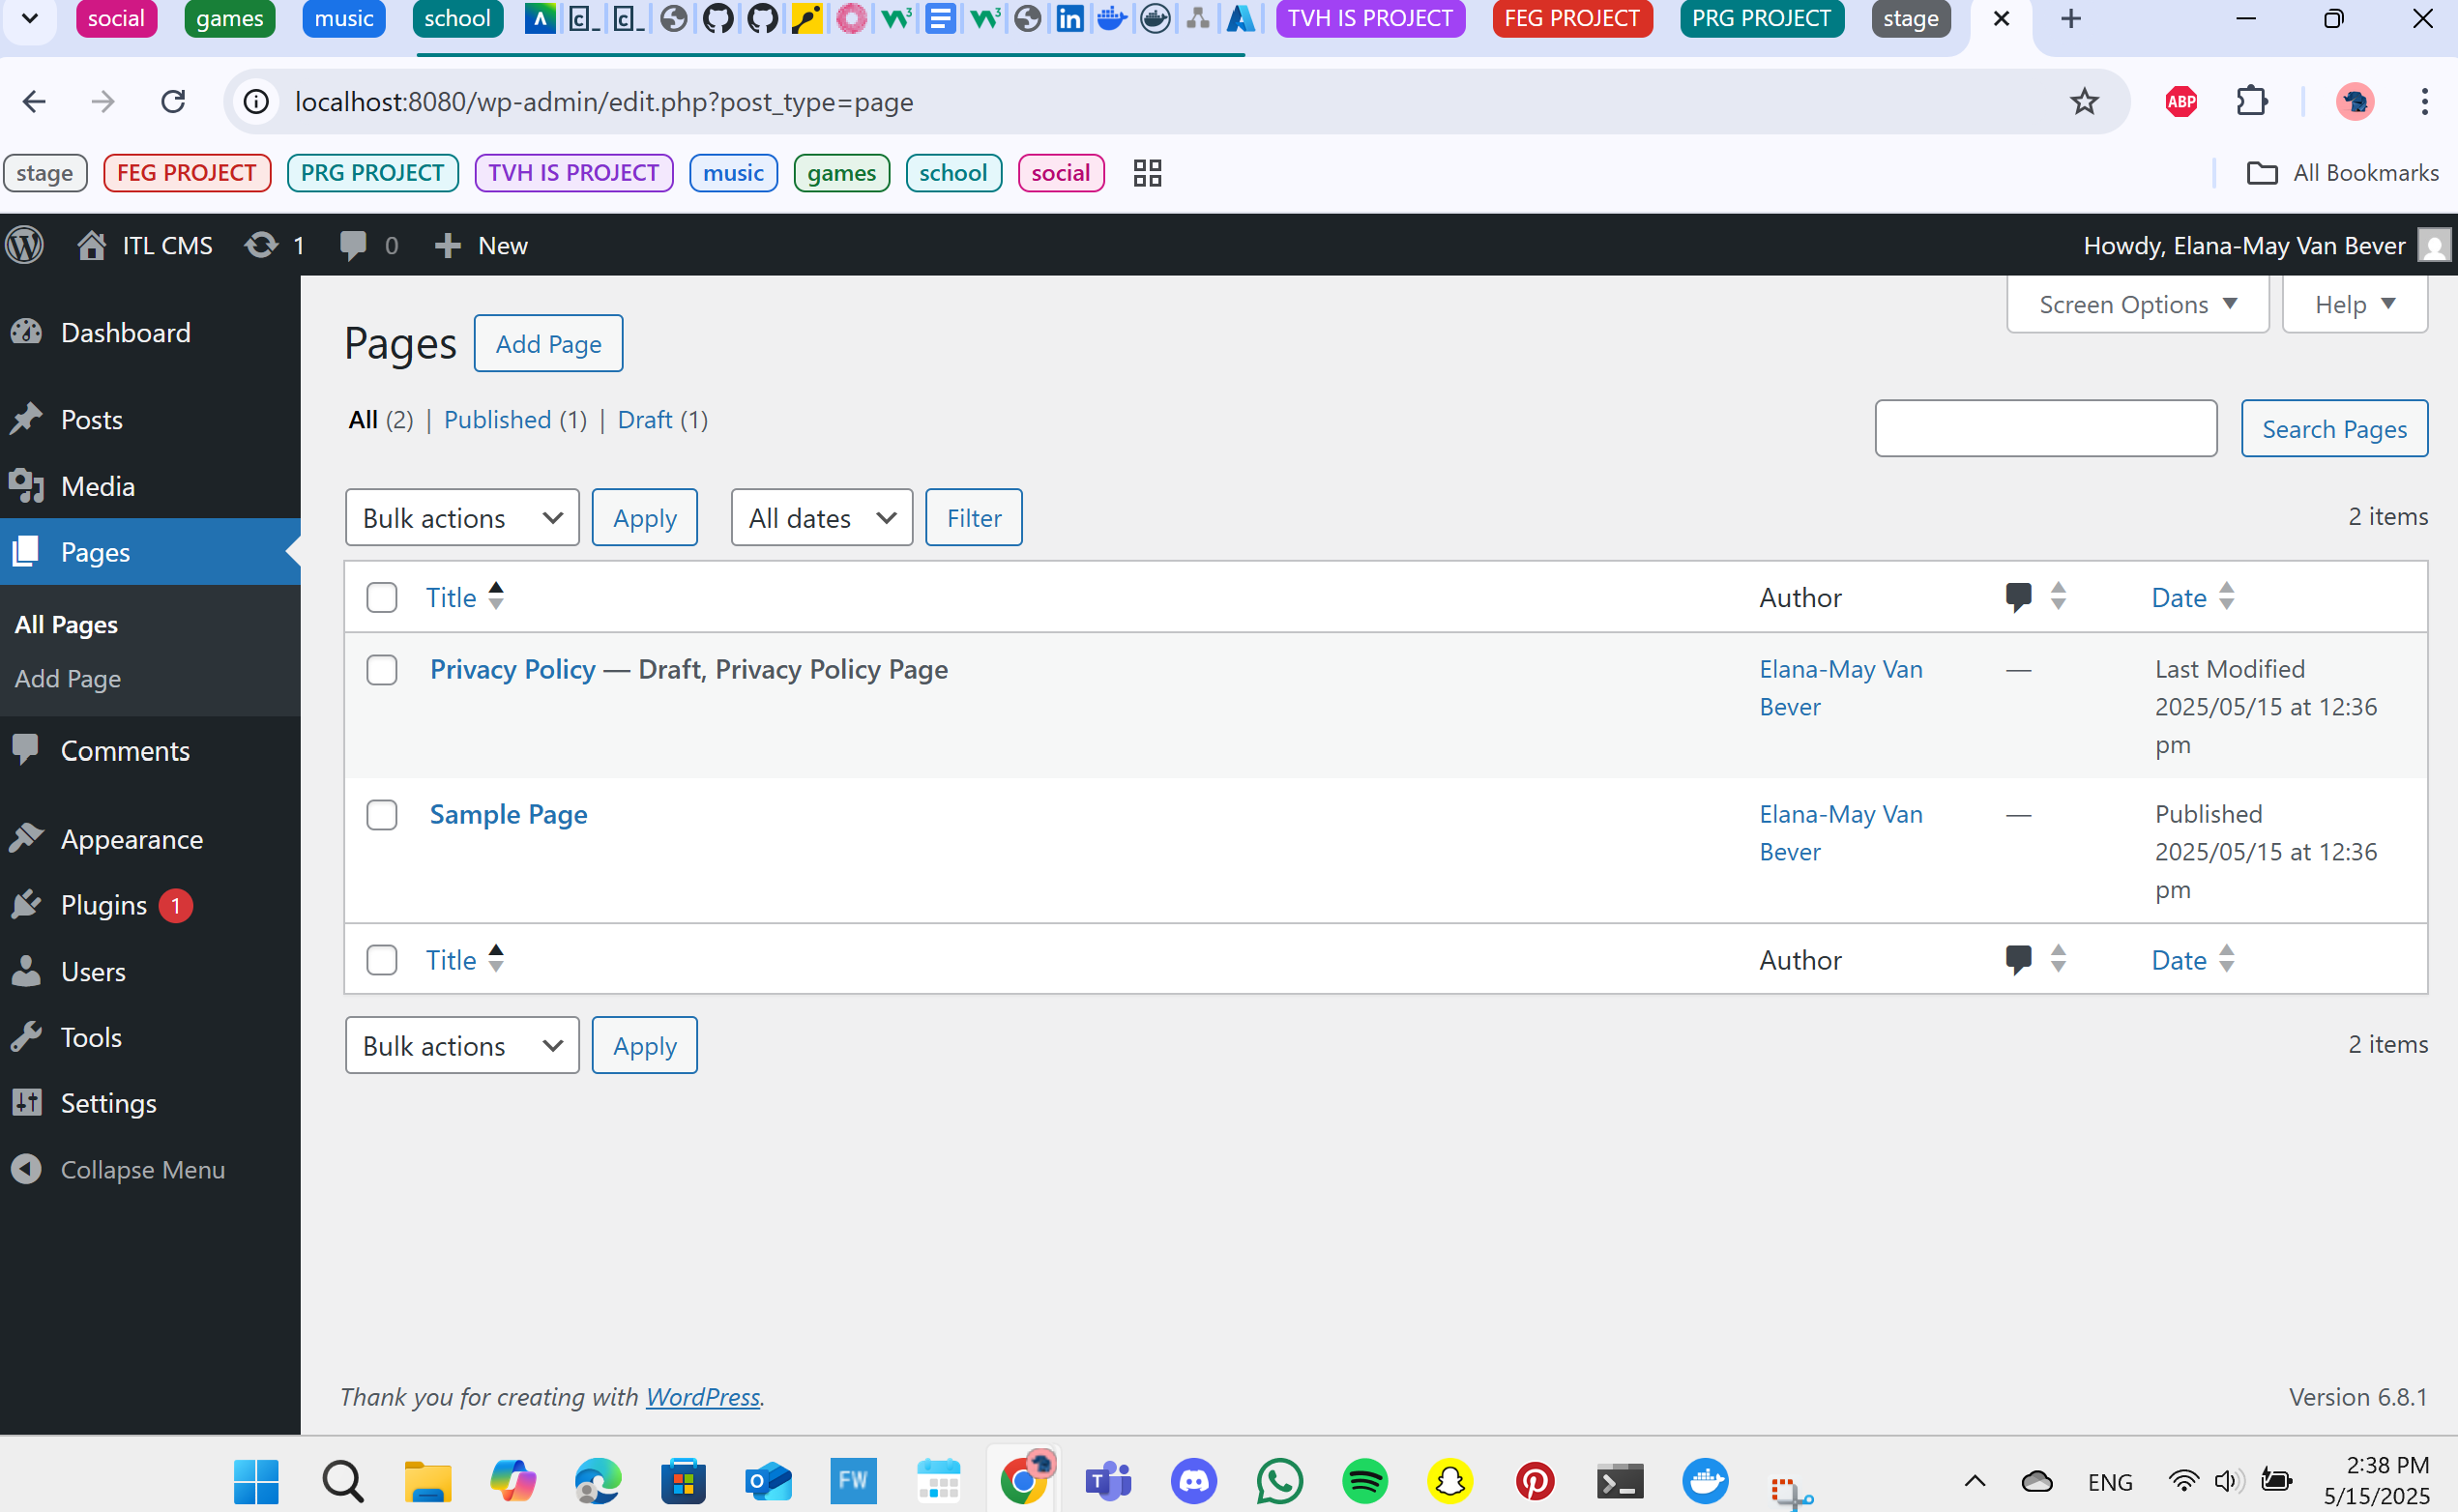 social games music school TVH IS PROJECT FEG PROJECT PRG PROJECT stage
localhost:8080/wp-admin/edit.php?post_type=page
ABP
stage FEG PROJECT PRG PROJECT TVH IS PROJECT music games school social All Bookmarks
ITL CMS 1 0 New Howdy, Elana-May Van Bever
Screen Options Help
Dashboard
Posts
Media
Pages
All Pages
Add Page
Comments
Appearance
Plugins 1
Users
Tools
Settings
Collapse Menu
Pages Add Page
All (2) | Published (1) | Draft (1)
Search Pages
Bulk actions Apply All dates Filter 2 items
Title Author Date
Privacy Policy — Draft, Privacy Policy Page
Elana-May Van
Bever
—
Last Modified
2025/05/15 at 12:36
pm
Sample Page
Elana-May Van
Bever
—
Published
2025/05/15 at 12:36
pm
Title Author Date
Bulk actions Apply 2 items
Thank you for creating with WordPress. Version 6.8.1
FW
ENG
2:38 PM
5/15/2025